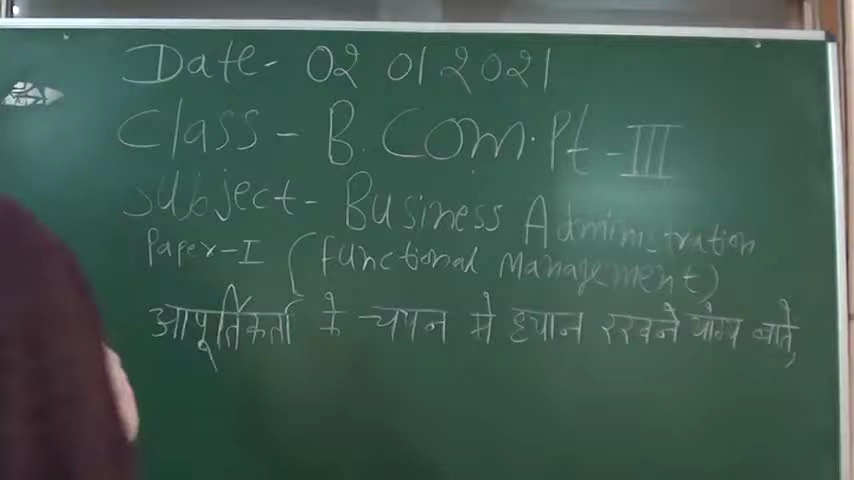 Date- 02 01 2021
Class - B.Com. Pt - III
Subject- Business Administration
Paper-I (Functional Management)
आपूर्तिकर्ता के चयन मे ध्यान रखने योग्य बाते,